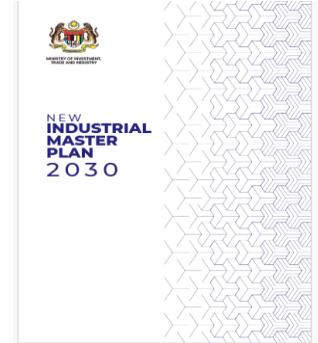 MINISTRY OF INVESTMENT,
TRADE AND INDUSTRY
NEW
INDUSTRIAL
MASTER
PLAN
2030